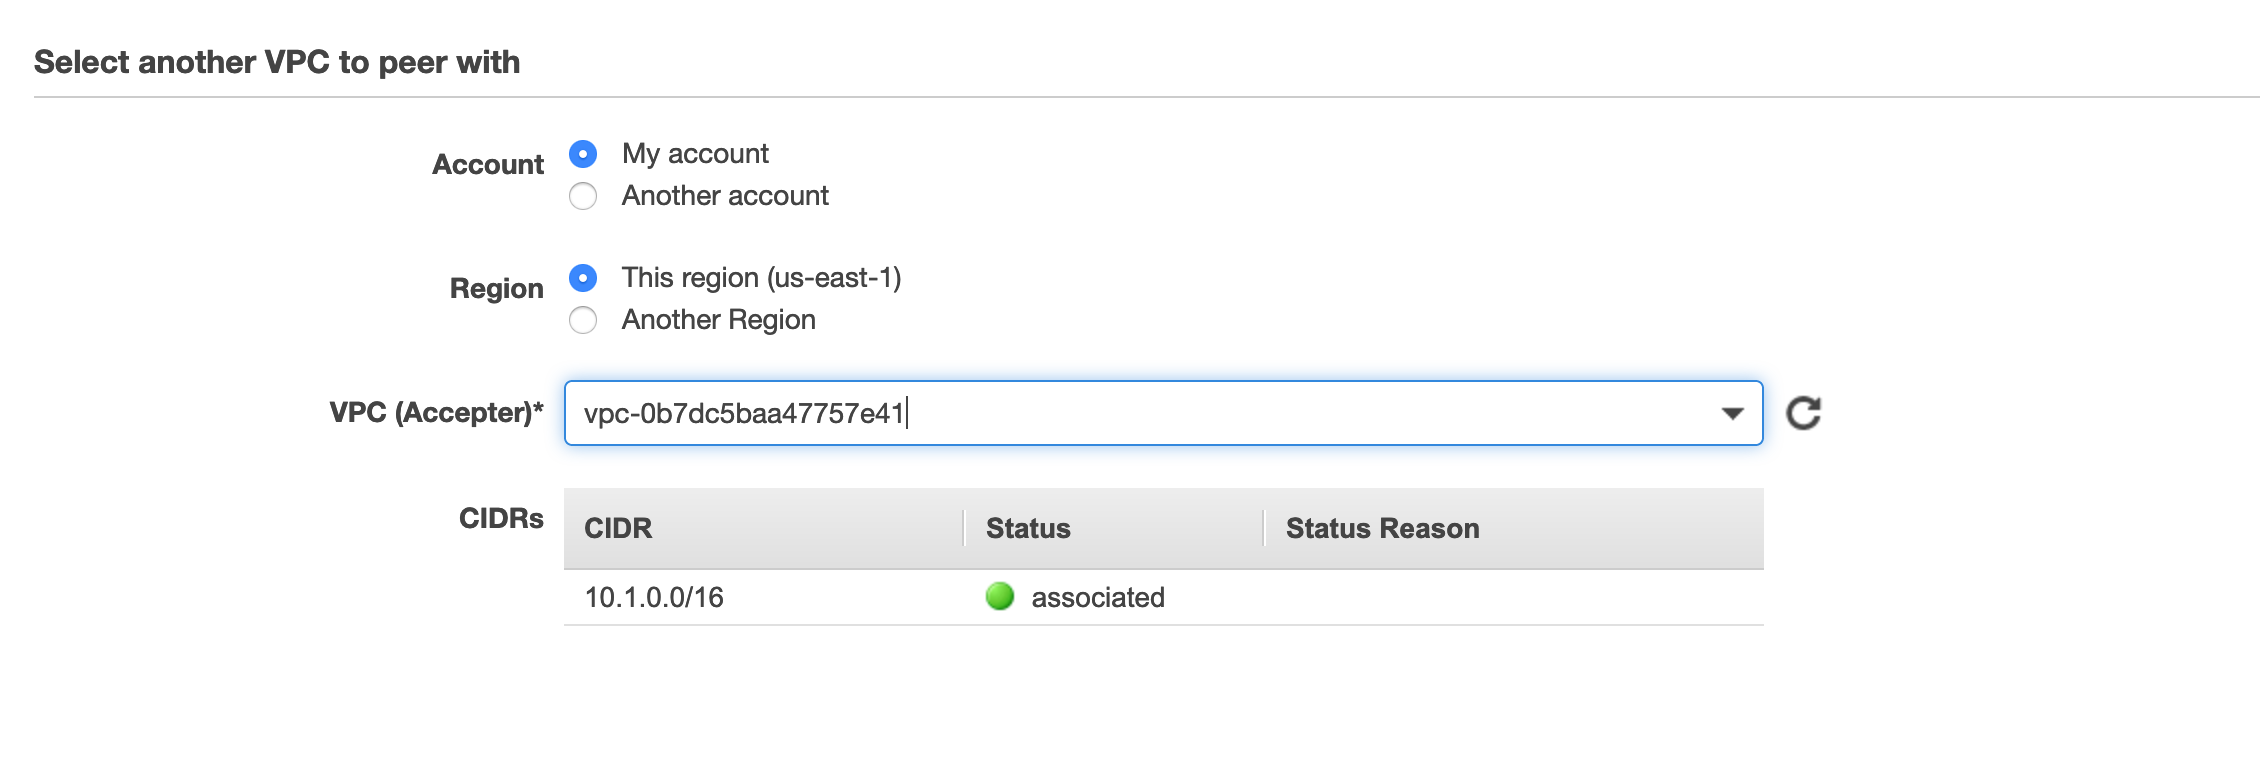 Select another VPC to peer with
Account
My account
Another account
Region
This region (us-east-1)
Another Region
VPC (Accepter)* vpc-0b7dc5baa47757e41
CIDRs
CIDR Status Status Reason
10.1.0.0/16 associated